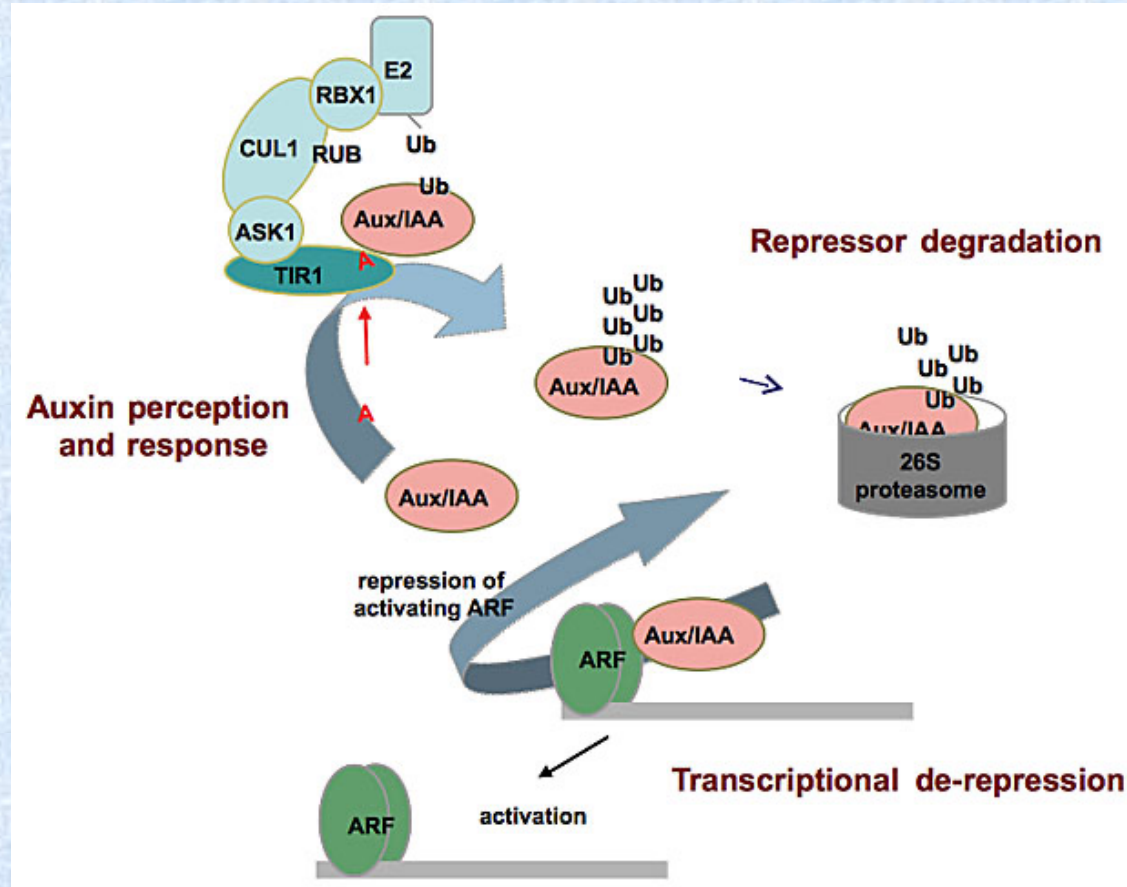 E2
RBX1
CUL1
RUB
Ub
Ub
Aux/IAA
ASK1
TIR1
A
Repressor degradation
Ub
Ub
Ub
Ub
Ub
Ub
Aux/IAA
Ub
Ub
Ub
Ub
Ub
Aux/IAA
26S
proteasome
Auxin perception
and response
A
Aux/IAA
repression of
activating ARF
Aux/IAA
ARF
Transcriptional de-repression
activation
ARF